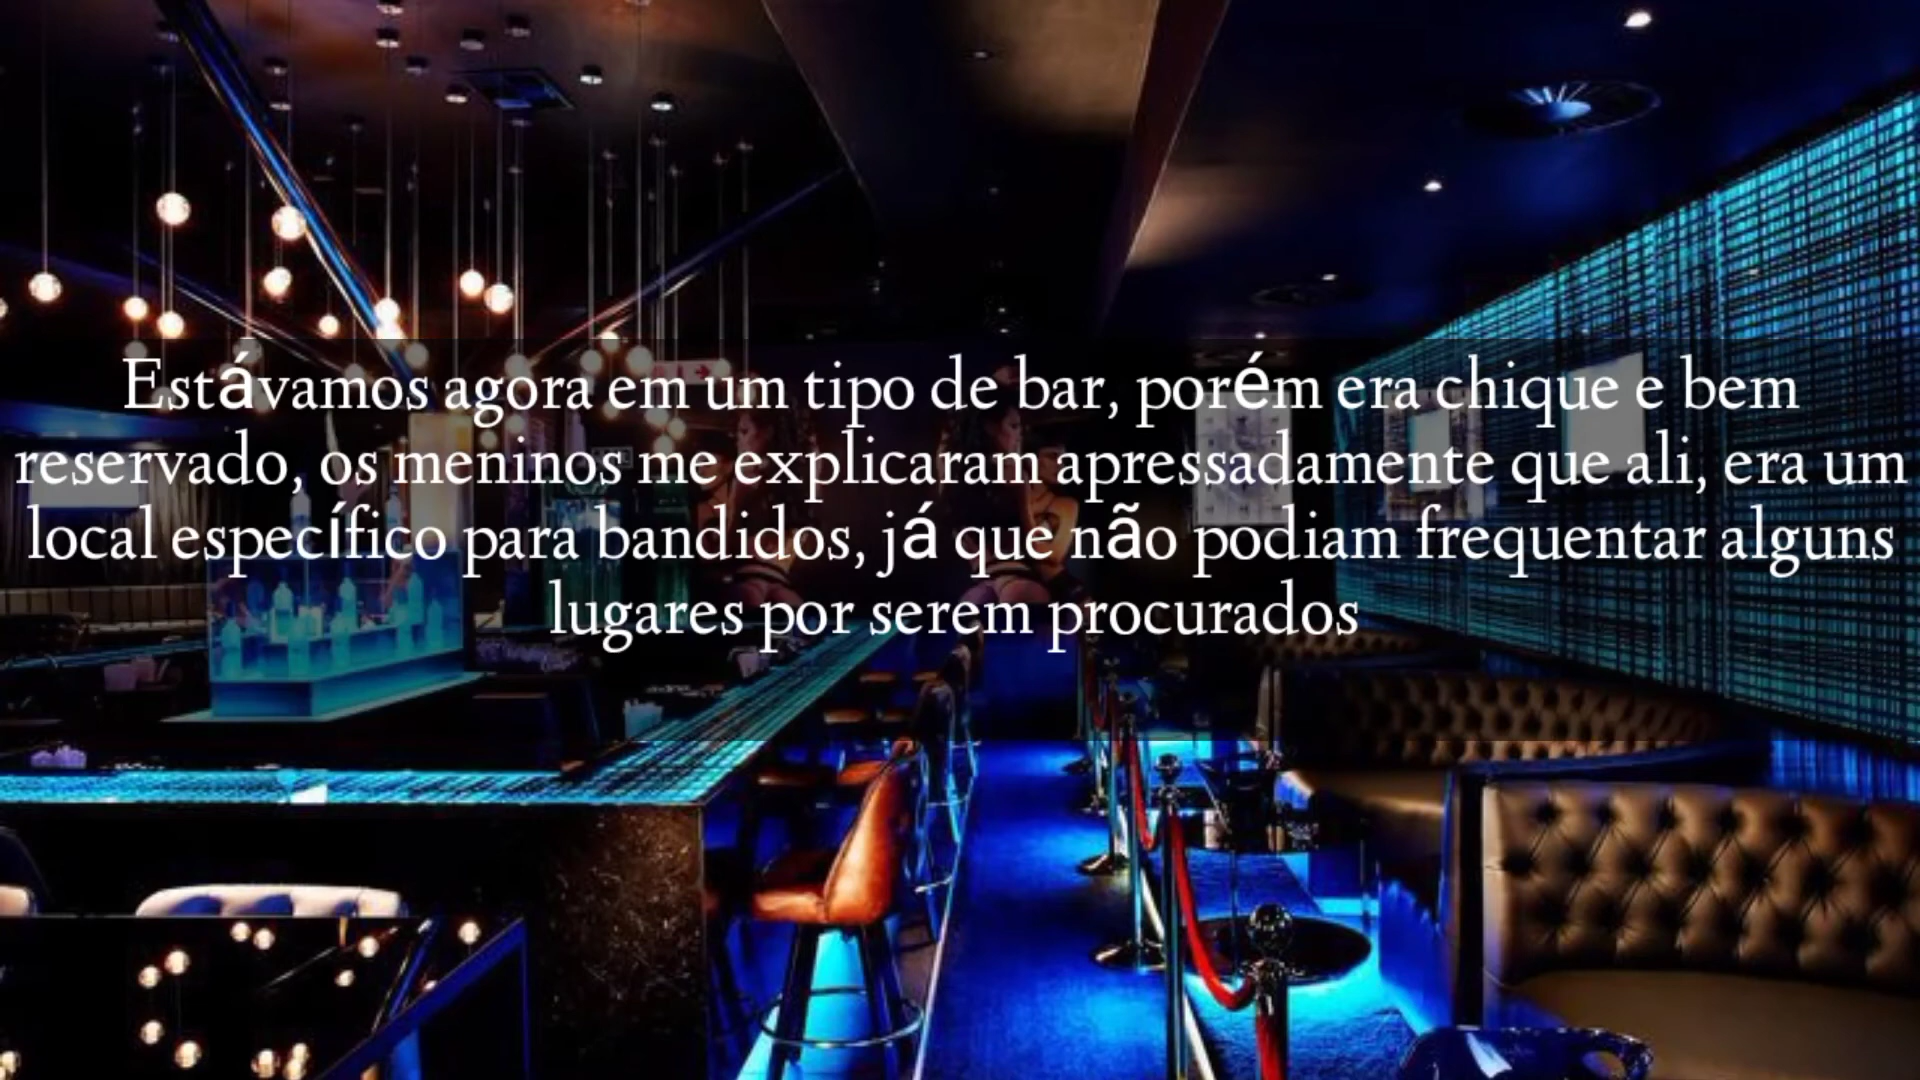 Estávamos agora em um tipo de bar, porém era chique e bem
reservado, os meninos me explicaram apressadamente que ali, era um
local específico para bandidos, já que não podiam frequentar alguns
lugares por serem procurados